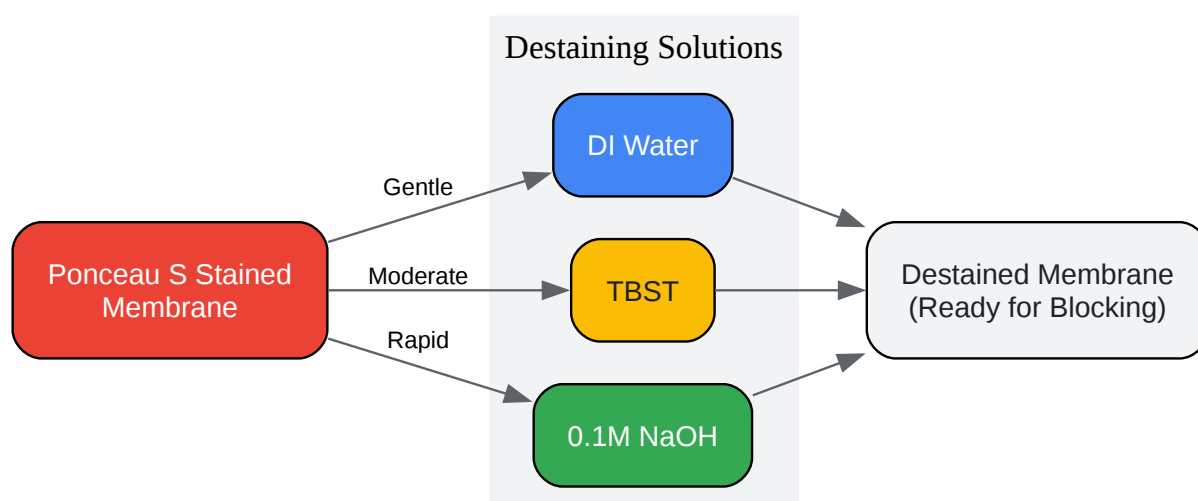 Destaining Solutions
DI Water
Gentle
Ponceau S Stained
Membrane
Moderate
TBST
Destained Membrane
(Ready for Blocking)
Rapid
0.1M NaOH